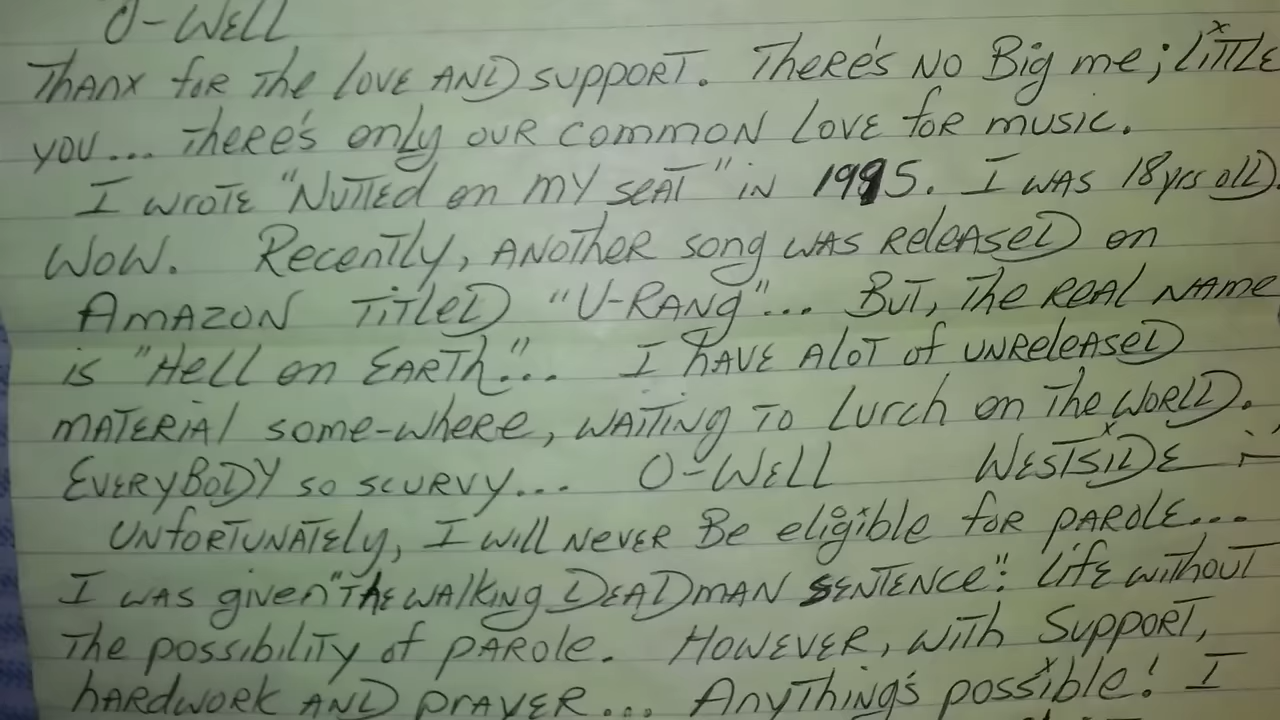 O-WELL
Thanx for the love AND support. There's No Big me; Little
you... there's only our common love for music.
I wrote "Nutted on my seat" in 1995. I was 18yrs old.
Wow. Recently, another song was released on
Amazon titled "U-Rang"... But, the real name
is "Hell on Earth"... I have alot of unreleased
material some-where, waiting to Lurch on the world.
Everybody so scurvy... O-Well Westside
Unfortunately, I will never Be eligible for parole...
I was given "The walking Deadman sentence": Life without
the possibility of parole. However, with Support,
hardwork and prayer... Anything's possible! I